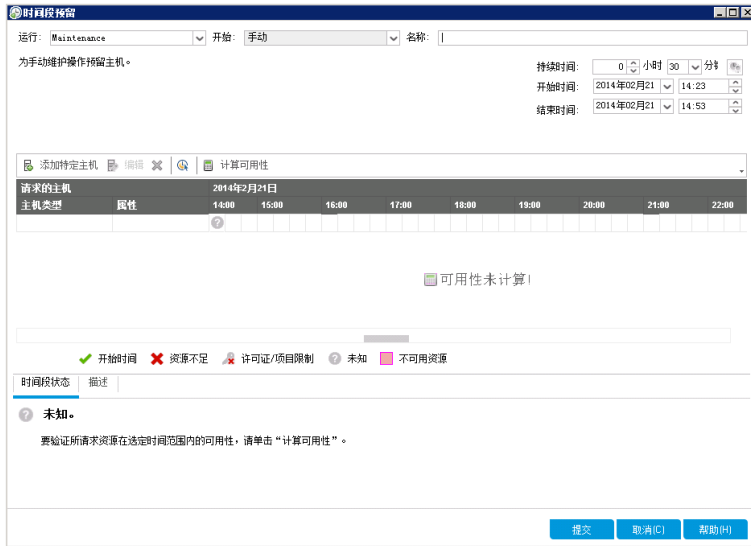 时间段预留
运行: Maintenance 开始: 手动 名称:
为手动维护操作预留主机。
持续时间: 0 小时 30 分钟
开始时间: 2014年02月21 14:23
结束时间: 2014年02月21 14:53
添加特定主机 编辑 计算可用性
请求的主机 2014年2月21日
主机类型 属性 14:00 15:00 16:00 17:00 18:00 19:00 20:00 21:00 22:00
可用性未计算!
开始时间 资源不足 许可证/项目限制 未知 不可用资源
时间段状态 描述
未知。
要验证所请求资源在选定时间范围内的可用性,请单击“计算可用性”。
提交 取消(C) 帮助(H)